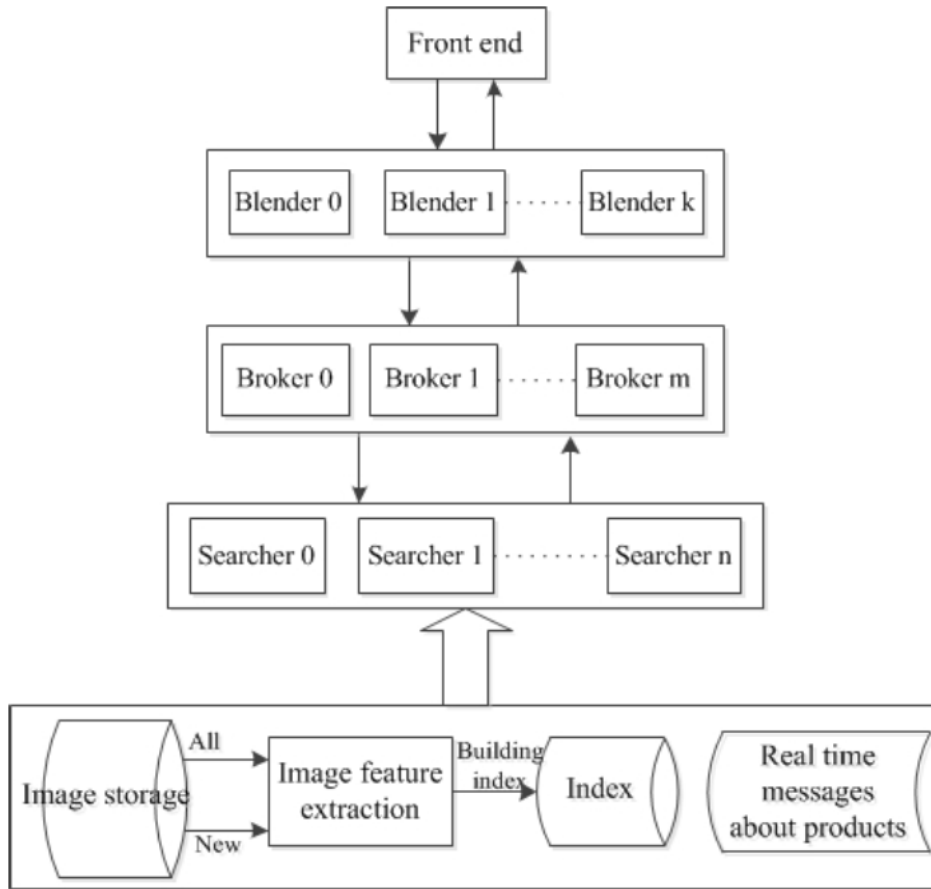 Front end
Blender 0
Blender 1
Blender k
Broker 0
Broker 1
Broker m
Searcher 0
Searcher 1
Searcher n
Image storage
All
New
Image feature
extraction
Building
index
Index
Real time
messages
about products